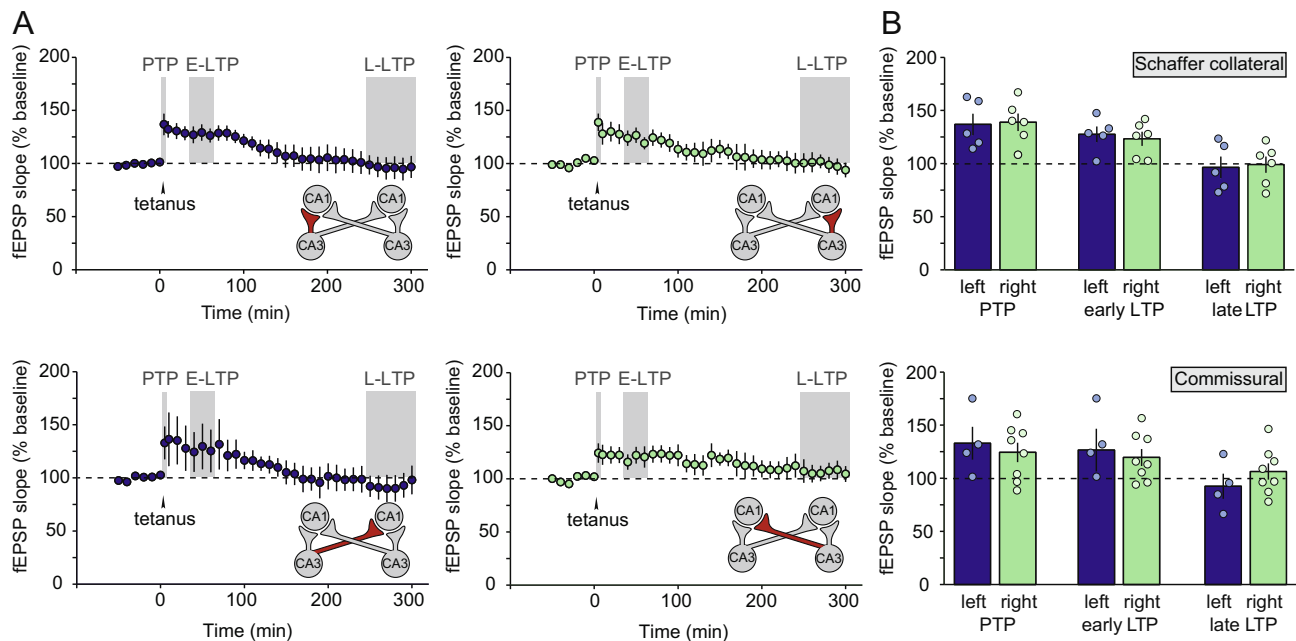 A
fEPSP slope (% baseline)
200
150
100
50
0
PTP E-LTP L-LTP
tetanus
CA1 CA1
CA3 CA3
0 100 200 300
Time (min)
fEPSP slope (% baseline)
200
150
100
50
0
PTP E-LTP L-LTP
tetanus
CA1 CA1
CA3 CA3
0 100 200 300
Time (min)
B
fEPSP slope (% baseline)
200
150
100
50
0
Schaffer collateral
left right left right left right
PTP early LTP late LTP
fEPSP slope (% baseline)
200
150
100
50
0
PTP E-LTP L-LTP
tetanus
CA1 CA1
CA3 CA3
0 100 200 300
Time (min)
fEPSP slope (% baseline)
200
150
100
50
0
PTP E-LTP L-LTP
tetanus
CA1 CA1
CA3 CA3
0 100 200 300
Time (min)
fEPSP slope (% baseline)
200
150
100
50
0
Commissural
left right left right left right
PTP early LTP late LTP